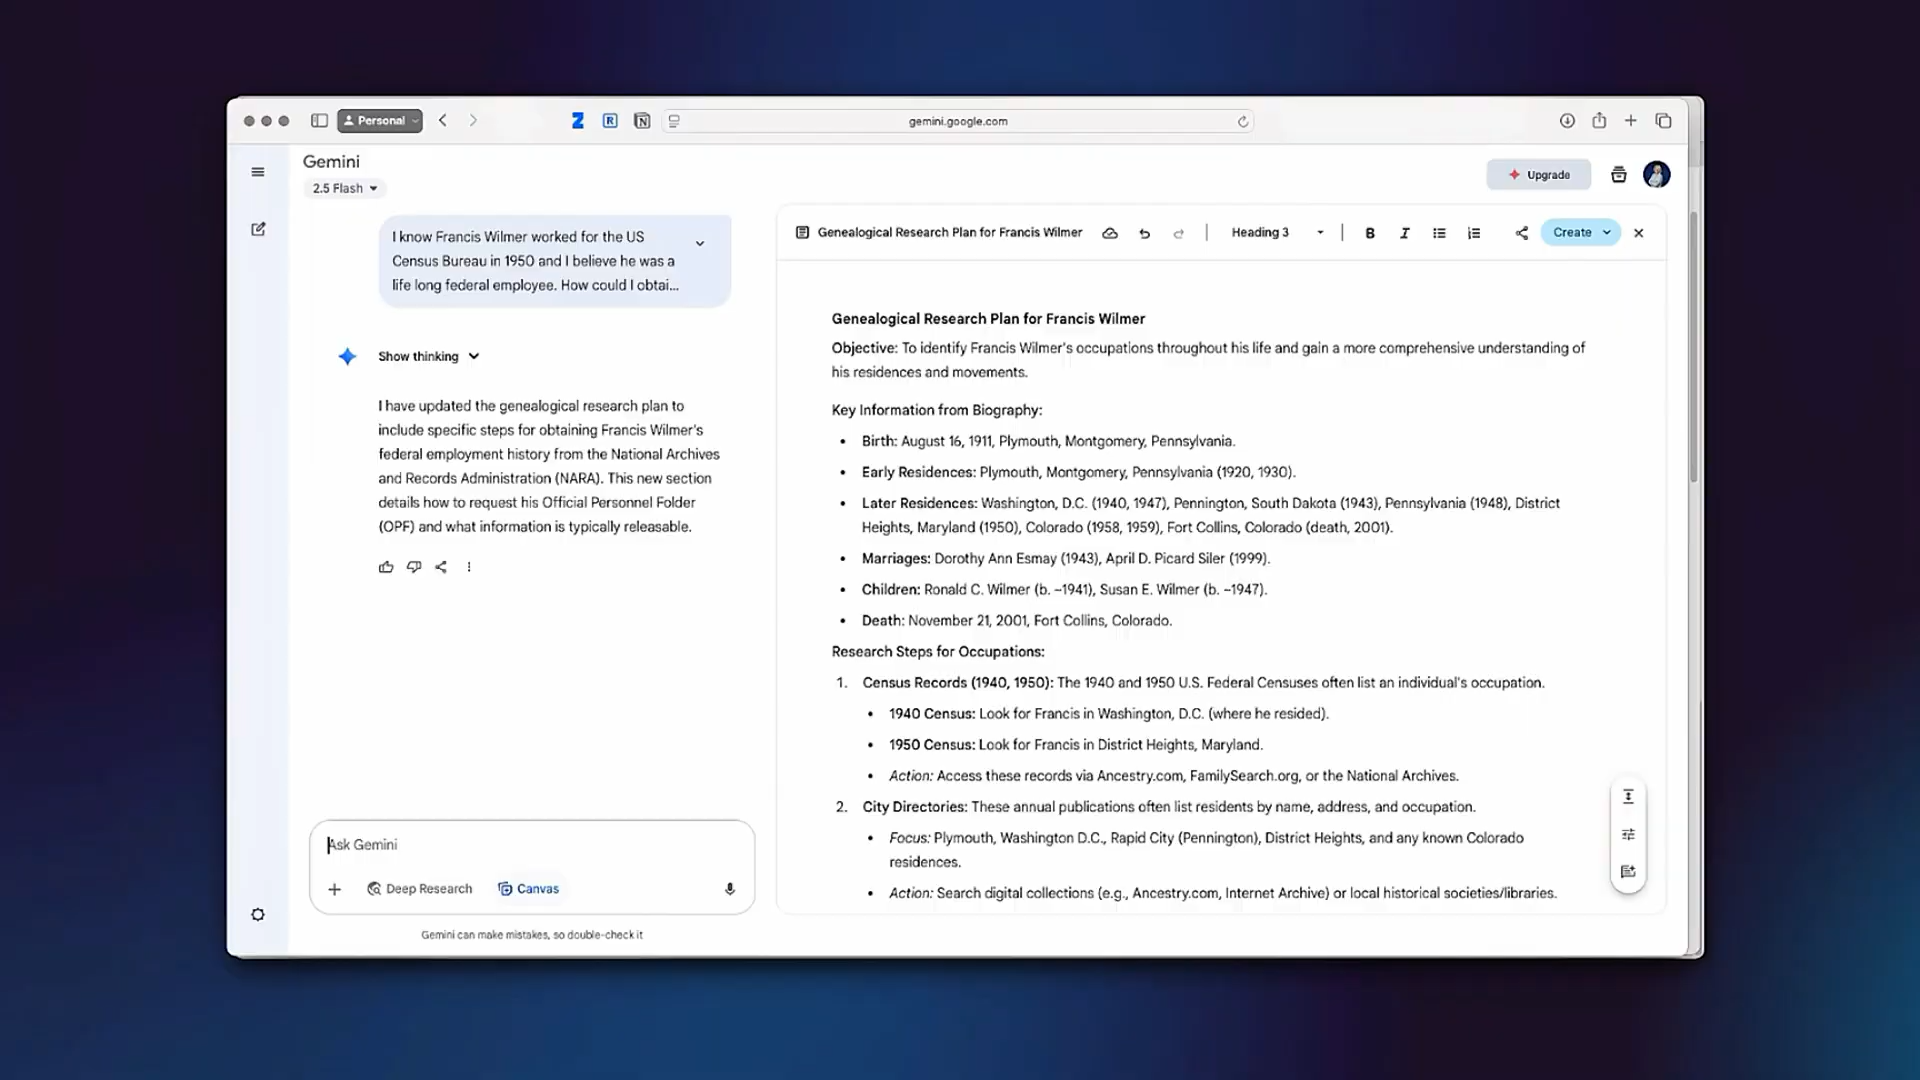 Personal
gemini.google.com
Gemini
2.5 Flash
Upgrade
I know Francis Wilmer worked for the US
Census Bureau in 1950 and I believe he was a
life long federal employee. How could I obtai...
Show thinking
I have updated the genealogical research plan to
include specific steps for obtaining Francis Wilmer's
federal employment history from the National Archives
and Records Administration (NARA). This new section
details how to request his Official Personnel Folder
(OPF) and what information is typically releasable.
Ask Gemini
Deep Research
Canvas
Gemini can make mistakes, so double-check it
Genealogical Research Plan for Francis Wilmer
Heading 3
B
I
Create
Genealogical Research Plan for Francis Wilmer
Objective: To identify Francis Wilmer's occupations throughout his life and gain a more comprehensive understanding of
his residences and movements.
Key Information from Biography:
• Birth: August 16, 1911, Plymouth, Montgomery, Pennsylvania.
• Early Residences: Plymouth, Montgomery, Pennsylvania (1920, 1930).
• Later Residences: Washington, D.C. (1940, 1947), Pennington, South Dakota (1943), Pennsylvania (1948), District
Heights, Maryland (1950), Colorado (1958, 1959), Fort Collins, Colorado (death, 2001).
• Marriages: Dorothy Ann Esmay (1943), April D. Picard Siler (1999).
• Children: Ronald C. Wilmer (b. ~1941), Susan E. Wilmer (b. ~1947).
• Death: November 21, 2001, Fort Collins, Colorado.
Research Steps for Occupations:
1. Census Records (1940, 1950): The 1940 and 1950 U.S. Federal Censuses often list an individual's occupation.
• 1940 Census: Look for Francis in Washington, D.C. (where he resided).
• 1950 Census: Look for Francis in District Heights, Maryland.
• Action: Access these records via Ancestry.com, FamilySearch.org, or the National Archives.
2. City Directories: These annual publications often list residents by name, address, and occupation.
• Focus: Plymouth, Washington D.C., Rapid City (Pennington), District Heights, and any known Colorado
residences.
• Action: Search digital collections (e.g., Ancestry.com, Internet Archive) or local historical societies/libraries.